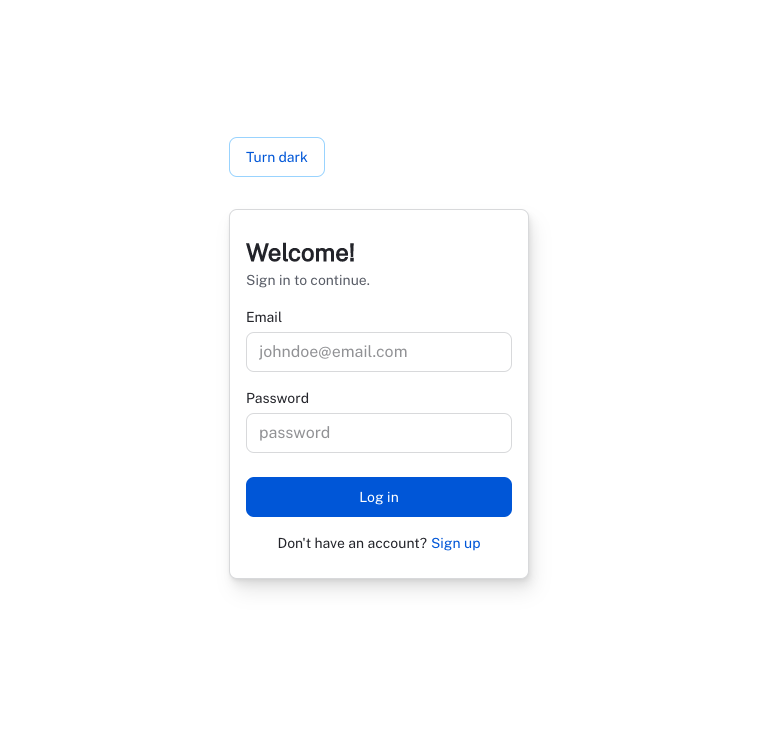 Turn dark
Welcome!
Sign in to continue.
Email
johndoe@email.com
Password
password
Log in
Don't have an account? Sign up